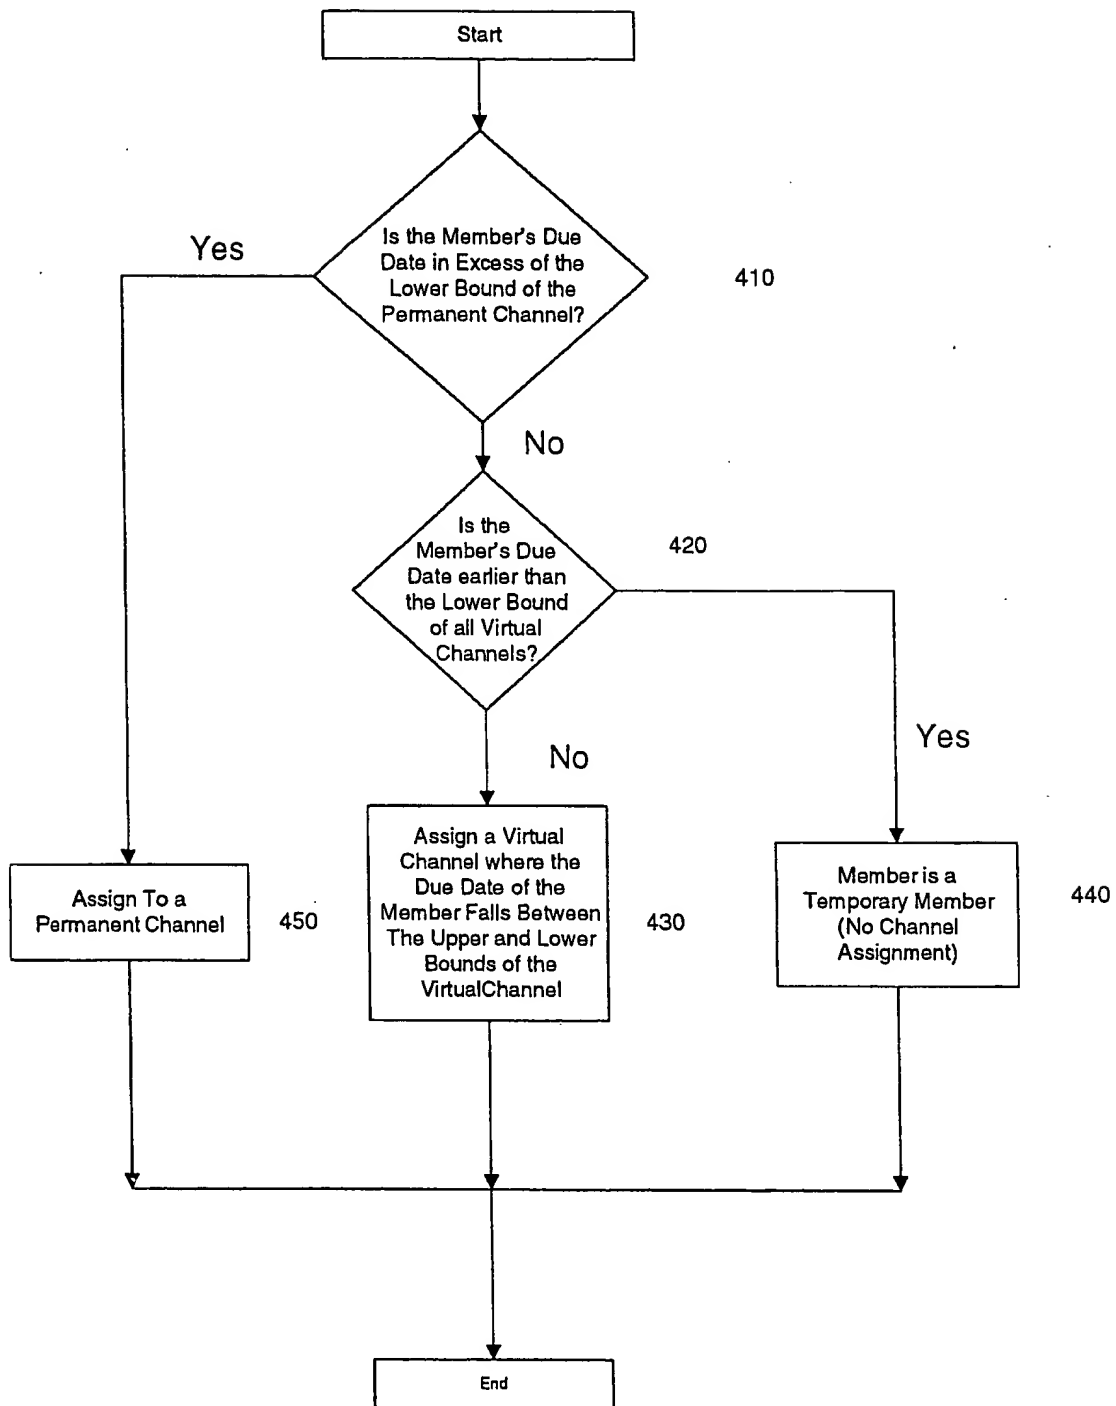 Start
Is the Member's Due
Date in Excess of the
Lower Bound of the
Permanent Channel?
Yes
410
No
Is the
Member's Due
Date earlier than
the Lower Bound
of all Virtual
Channels?
420
Yes
No
Assign To a
Permanent Channel
450
Assign a Virtual
Channel where the
Due Date of the
Member Falls Between
The Upper and Lower
Bounds of the
VirtualChannel
430
Member is a
Temporary Member
(No Channel
Assignment)
440
End